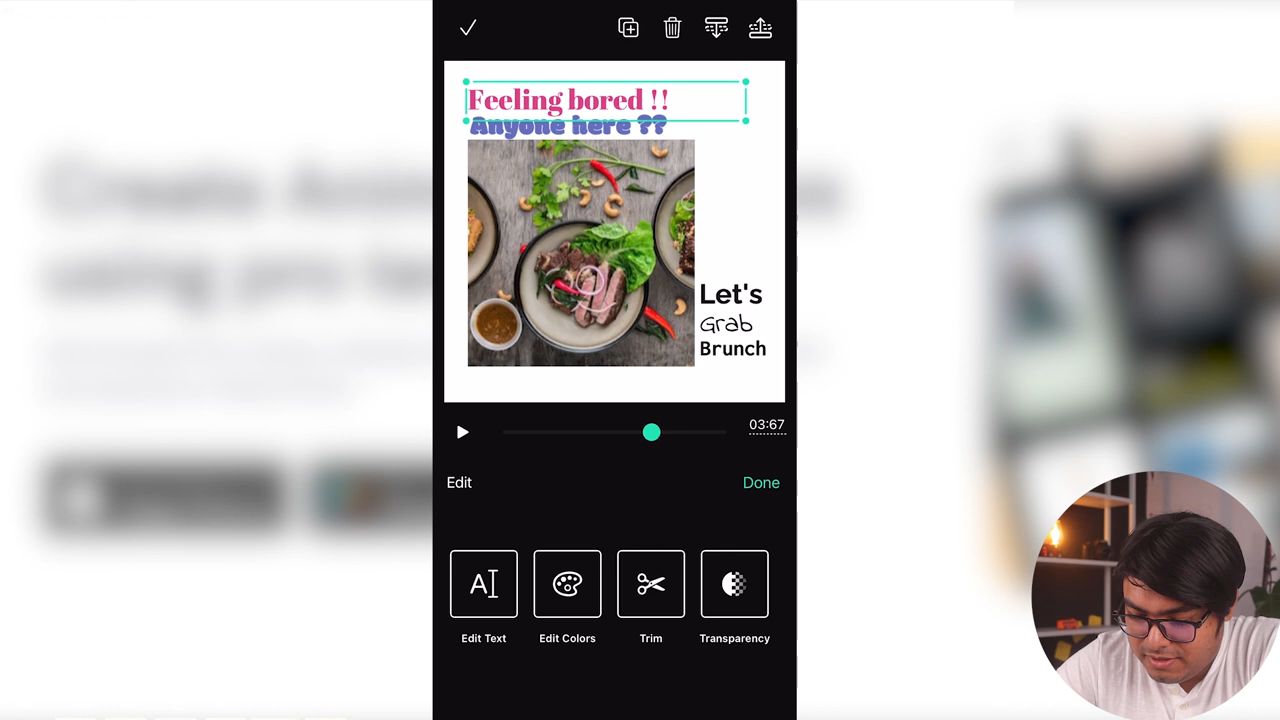 Feeling bored !!
Anyone here ??
Let's
Grab
Brunch
03:67
Edit
Done
Edit Text
Edit Colors
Trim
Transparency